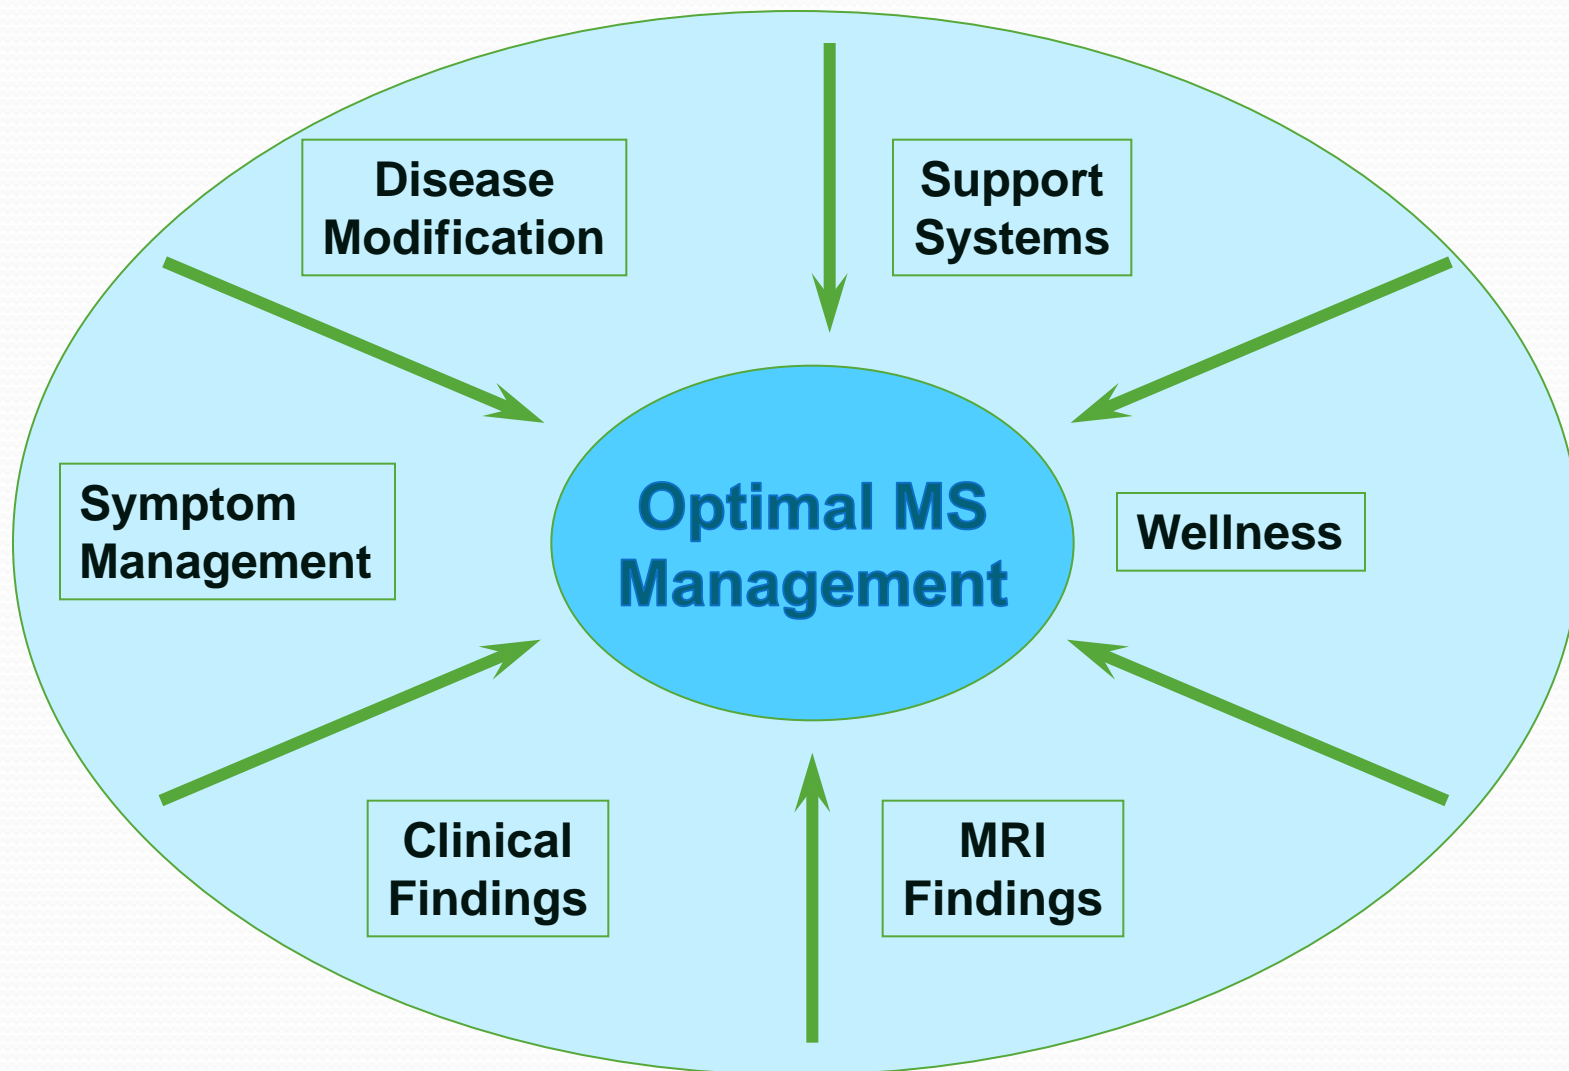 Disease
Modification
Support
Systems
Symptom
Management
Optimal MS
Management
Wellness
Clinical
Findings
MRI
Findings